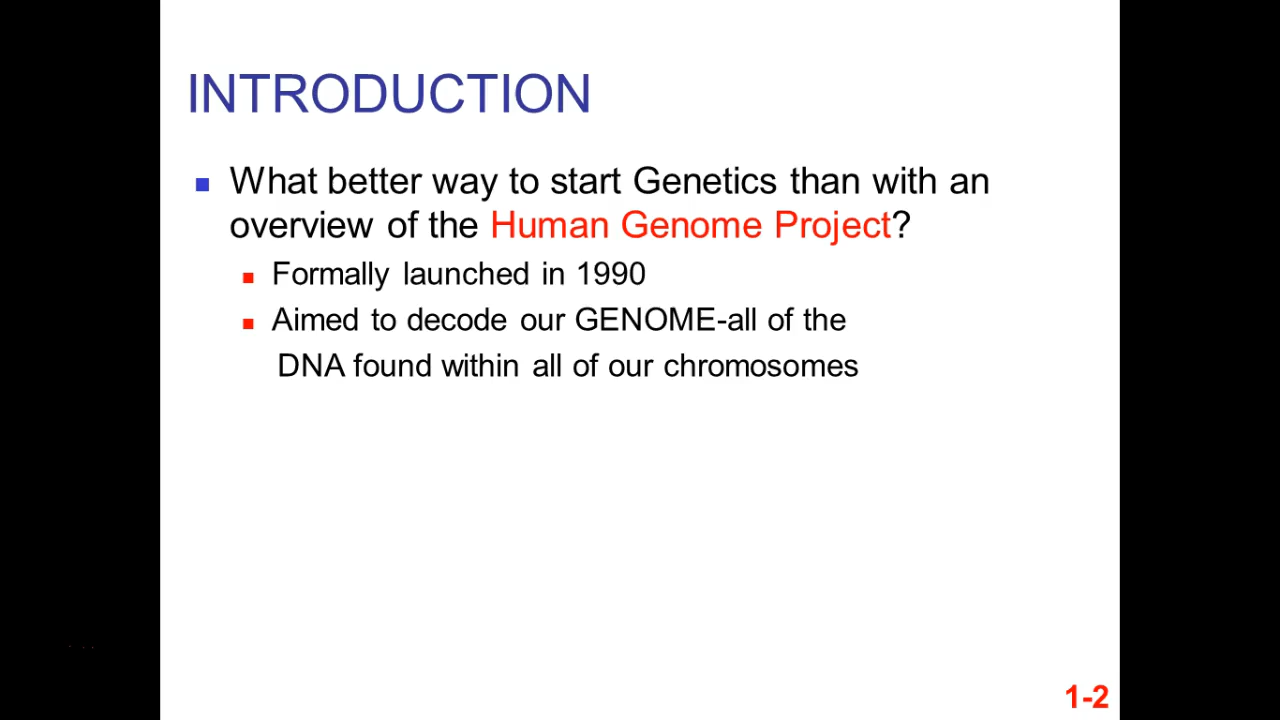 INTRODUCTION
What better way to start Genetics than with an
overview of the Human Genome Project?
Formally launched in 1990
Aimed to decode our GENOME-all of the
DNA found within all of our chromosomes
1-2